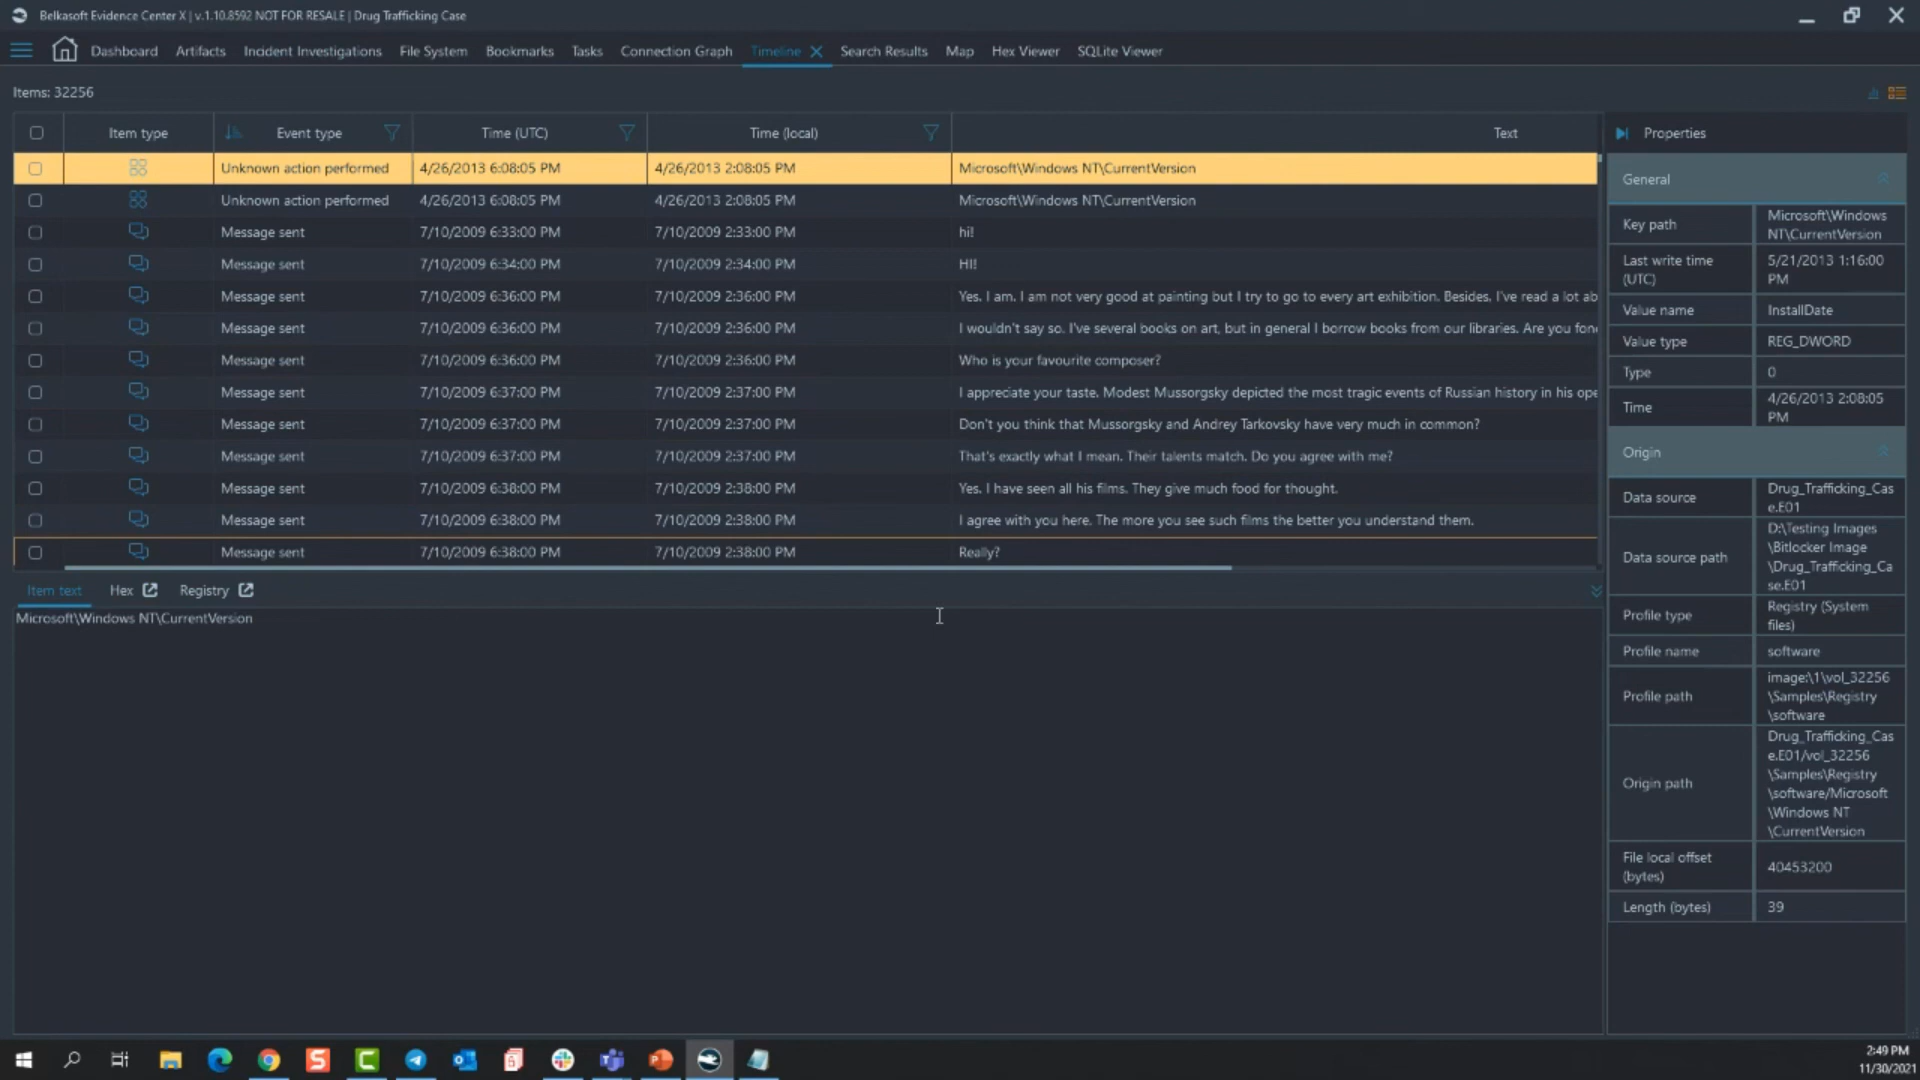 Belkasoft Evidence Center X | v.1.10.8592 NOT FOR RESALE | Drug Trafficking Case
Dashboard Artifacts Incident Investigations File System Bookmarks Tasks Connection Graph Timeline Search Results Map Hex Viewer SQLite Viewer
Items: 32256
Item type Event type Time (UTC) Time (local) Text
Unknown action performed 4/26/2013 6:08:05 PM 4/26/2013 2:08:05 PM Microsoft\Windows NT\CurrentVersion
Unknown action performed 4/26/2013 6:08:05 PM 4/26/2013 2:08:05 PM Microsoft\Windows NT\CurrentVersion
Message sent 7/10/2009 6:33:00 PM 7/10/2009 2:33:00 PM hi!
Message sent 7/10/2009 6:34:00 PM 7/10/2009 2:34:00 PM HI!
Message sent 7/10/2009 6:36:00 PM 7/10/2009 2:36:00 PM Yes. I am. I am not very good at painting but I try to go to every art exhibition. Besides, I've read a lot ab
Message sent 7/10/2009 6:36:00 PM 7/10/2009 2:36:00 PM I wouldn't say so. I've several books on art, but in general I borrow books from our libraries. Are you fon
Message sent 7/10/2009 6:36:00 PM 7/10/2009 2:36:00 PM Who is your favourite composer?
Message sent 7/10/2009 6:37:00 PM 7/10/2009 2:37:00 PM I appreciate your taste. Modest Mussorgsky depicted the most tragic events of Russian history in his ope
Message sent 7/10/2009 6:37:00 PM 7/10/2009 2:37:00 PM Don't you think that Mussorgsky and Andrey Tarkovsky have very much in common?
Message sent 7/10/2009 6:37:00 PM 7/10/2009 2:37:00 PM That's exactly what I mean. Their talents match. Do you agree with me?
Message sent 7/10/2009 6:38:00 PM 7/10/2009 2:38:00 PM Yes. I have seen all his films. They give much food for thought.
Message sent 7/10/2009 6:38:00 PM 7/10/2009 2:38:00 PM I agree with you here. The more you see such films the better you understand them.
Message sent 7/10/2009 6:38:00 PM 7/10/2009 2:38:00 PM Really?
Item text Hex Registry
Microsoft\Windows NT\CurrentVersion
Properties
General
Key path Microsoft\Windows
NT\CurrentVersion
Last write time 5/21/2013 1:16:00
(UTC) PM
Value name InstallDate
Value type REG_DWORD
Type 0
Time 4/26/2013 2:08:05
PM
Origin
Data source Drug_Trafficking_Cas
e.E01
Data source path D:\Testing Images
\Bitlocker Image
\Drug_Trafficking_Ca
se.E01
Profile type Registry (System
files)
Profile name software
Profile path image:\1\vol_32256
\Samples\Registry
\software
Origin path Drug_Trafficking_Cas
e.E01/vol_32256
\Samples\Registry
\software/Microsoft
\Windows NT
\CurrentVersion
File local offset 40453200
(bytes)
Length (bytes) 39
2:49 PM
11/30/2021